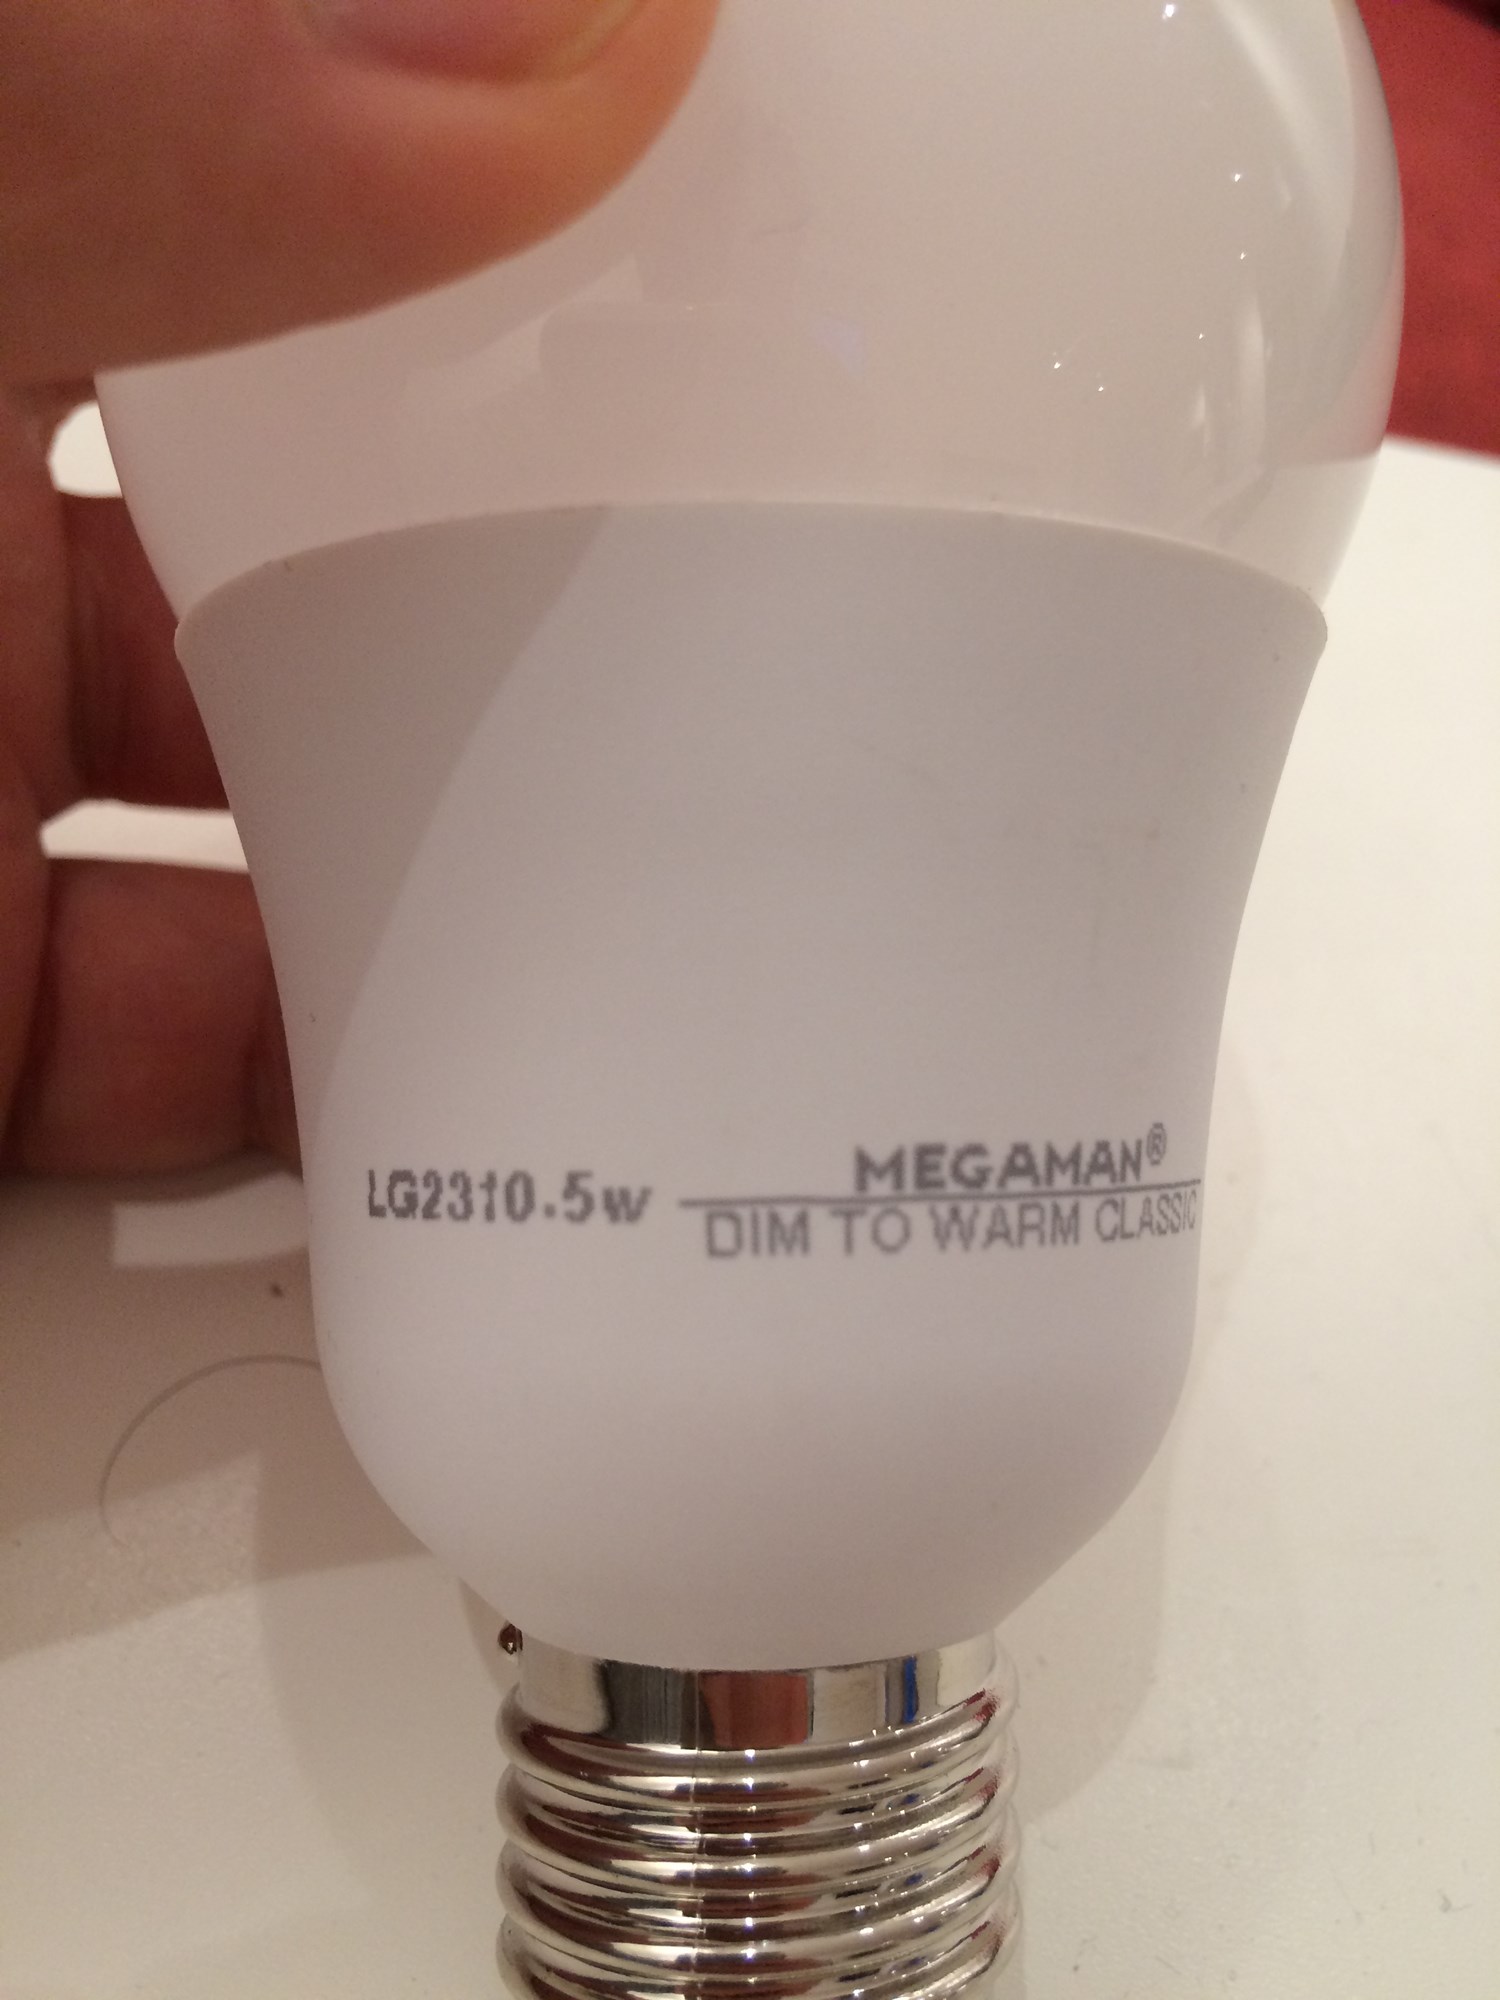 LG2310.5w
MEGAMAN®
DIM TO WARM CLASSIC